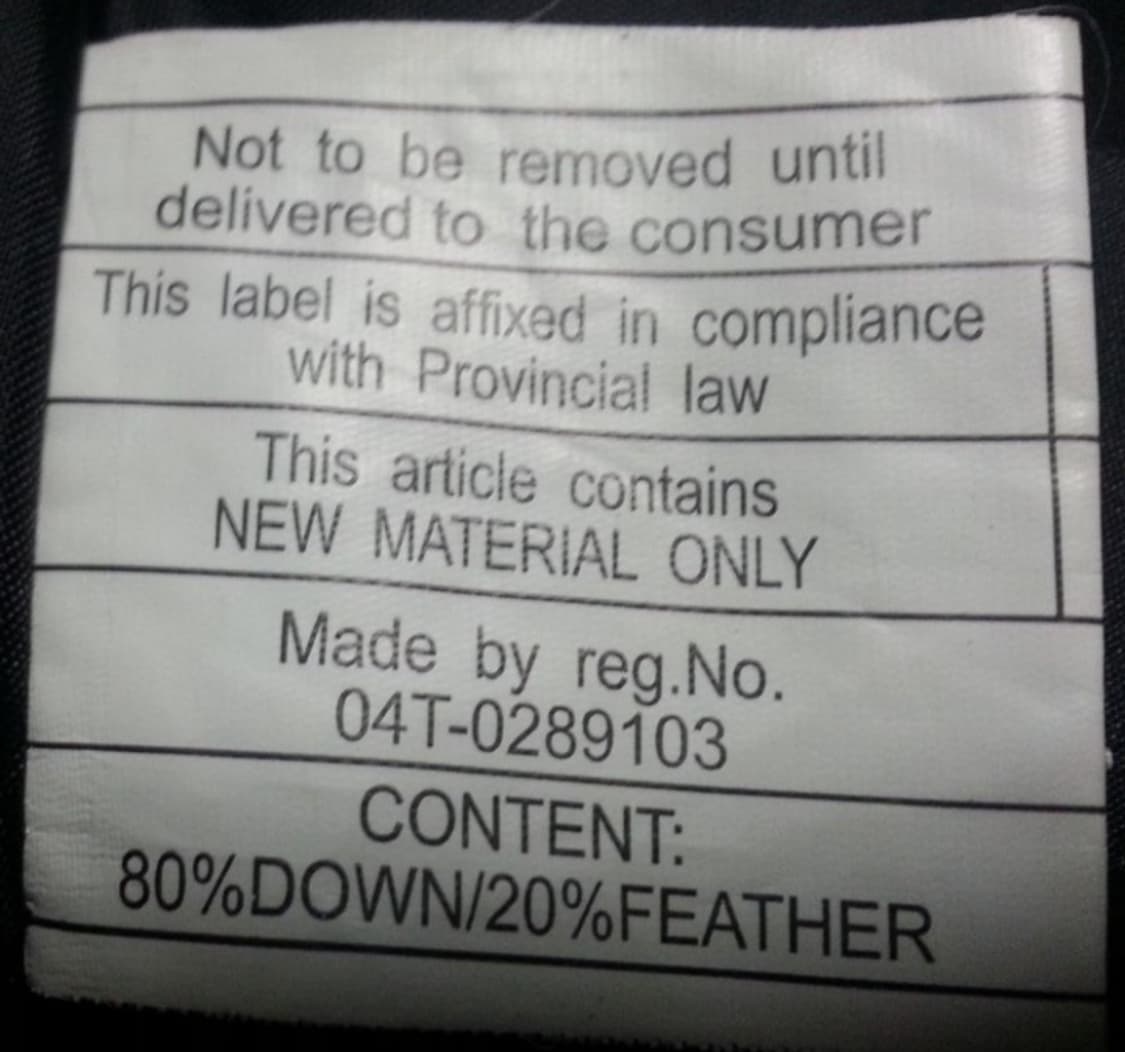 Not to be removed until
delivered to the consumer
This label is affixed in compliance
with Provincial law
This article contains
NEW MATERIAL ONLY
Made by reg.No.
04T-0289103
CONTENT:
80%DOWN/20%FEATHER